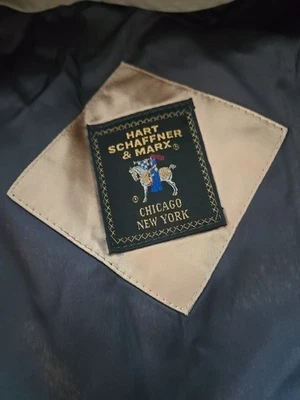 HART
SCHAFFNER
& MARX®
®
CHICAGO
NEW YORK